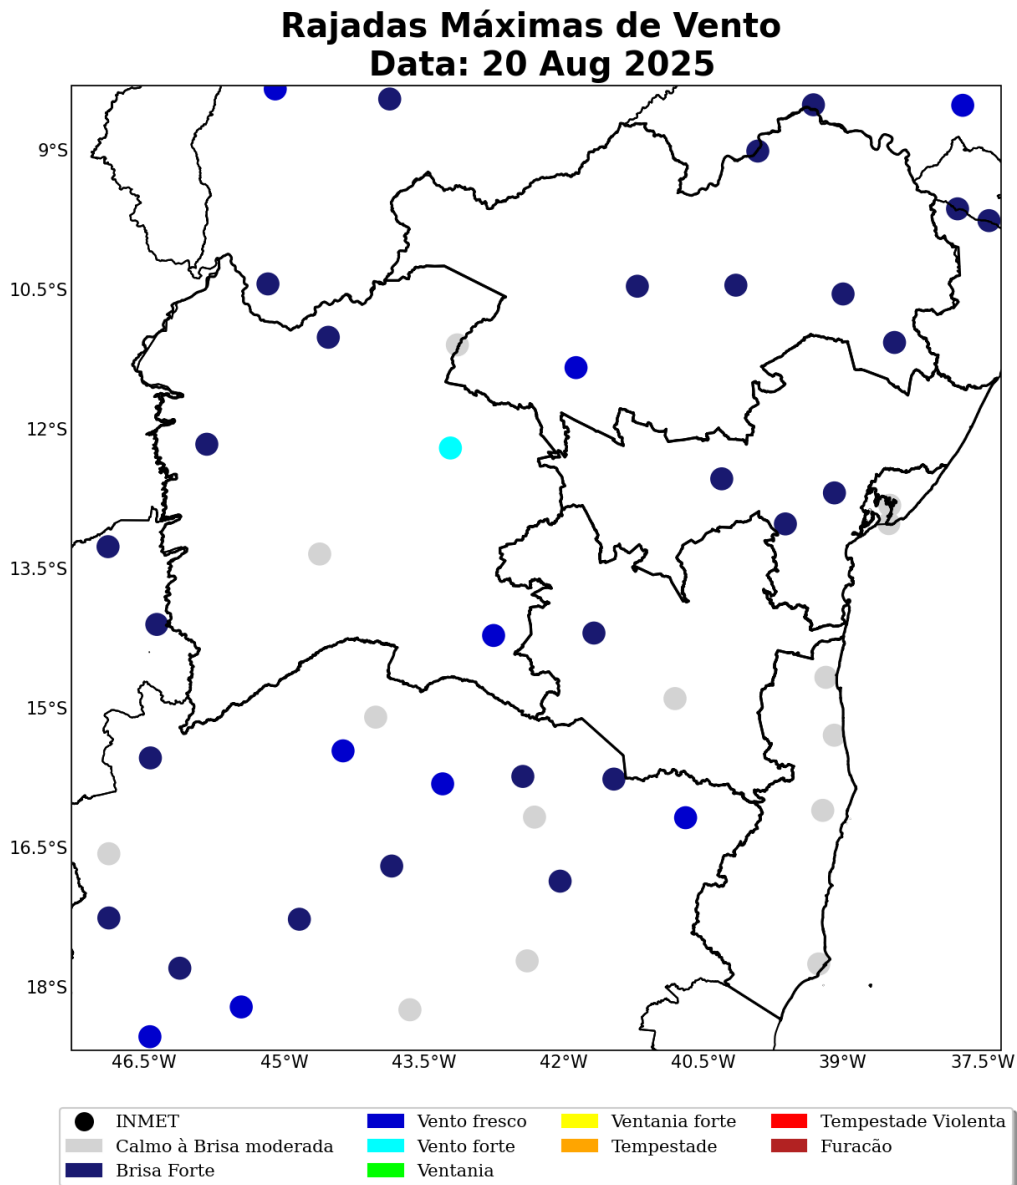 Rajadas Máximas de Vento
Data: 20 Aug 2025
9°S
10.5°S
12°S
13.5°S
15°S
16.5°S
18°S
46.5°W 45°W 43.5°W 42°W 40.5°W 39°W 37.5°W
INMET Vento fresco Ventania forte Tempestade Violenta
Calmo à Brisa moderada Vento forte Tempestade Furacão
Brisa Forte Ventania